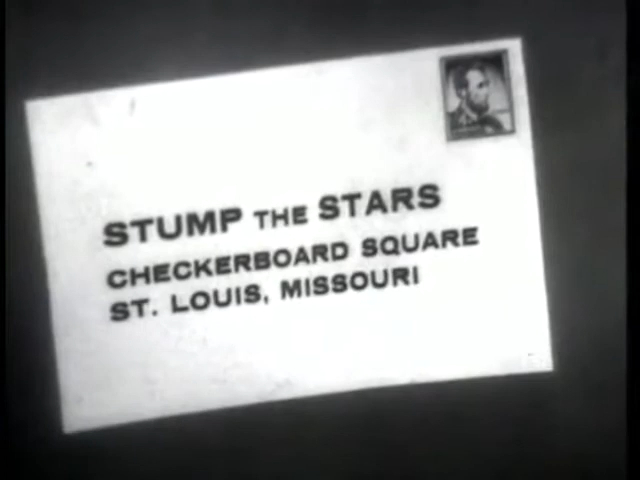 STUMP THE STARS
CHECKERBOARD SQUARE
ST. LOUIS, MISSOURI